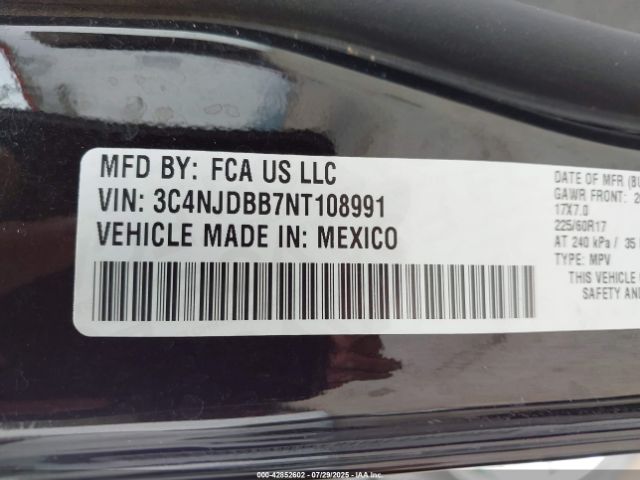 MFD BY: FCA US LLC
VIN: 3C4NJDBB7NT108991
VEHICLE MADE IN: MEXICO
DATE OF MFR
GAWR FRONT:
17X7.0
225/60R17
AT 240 kPa / 35
TYPE: MPV
THIS VEHICLE
SAFETY AND
000-42852602 07/29/2025 IAA, Inc.